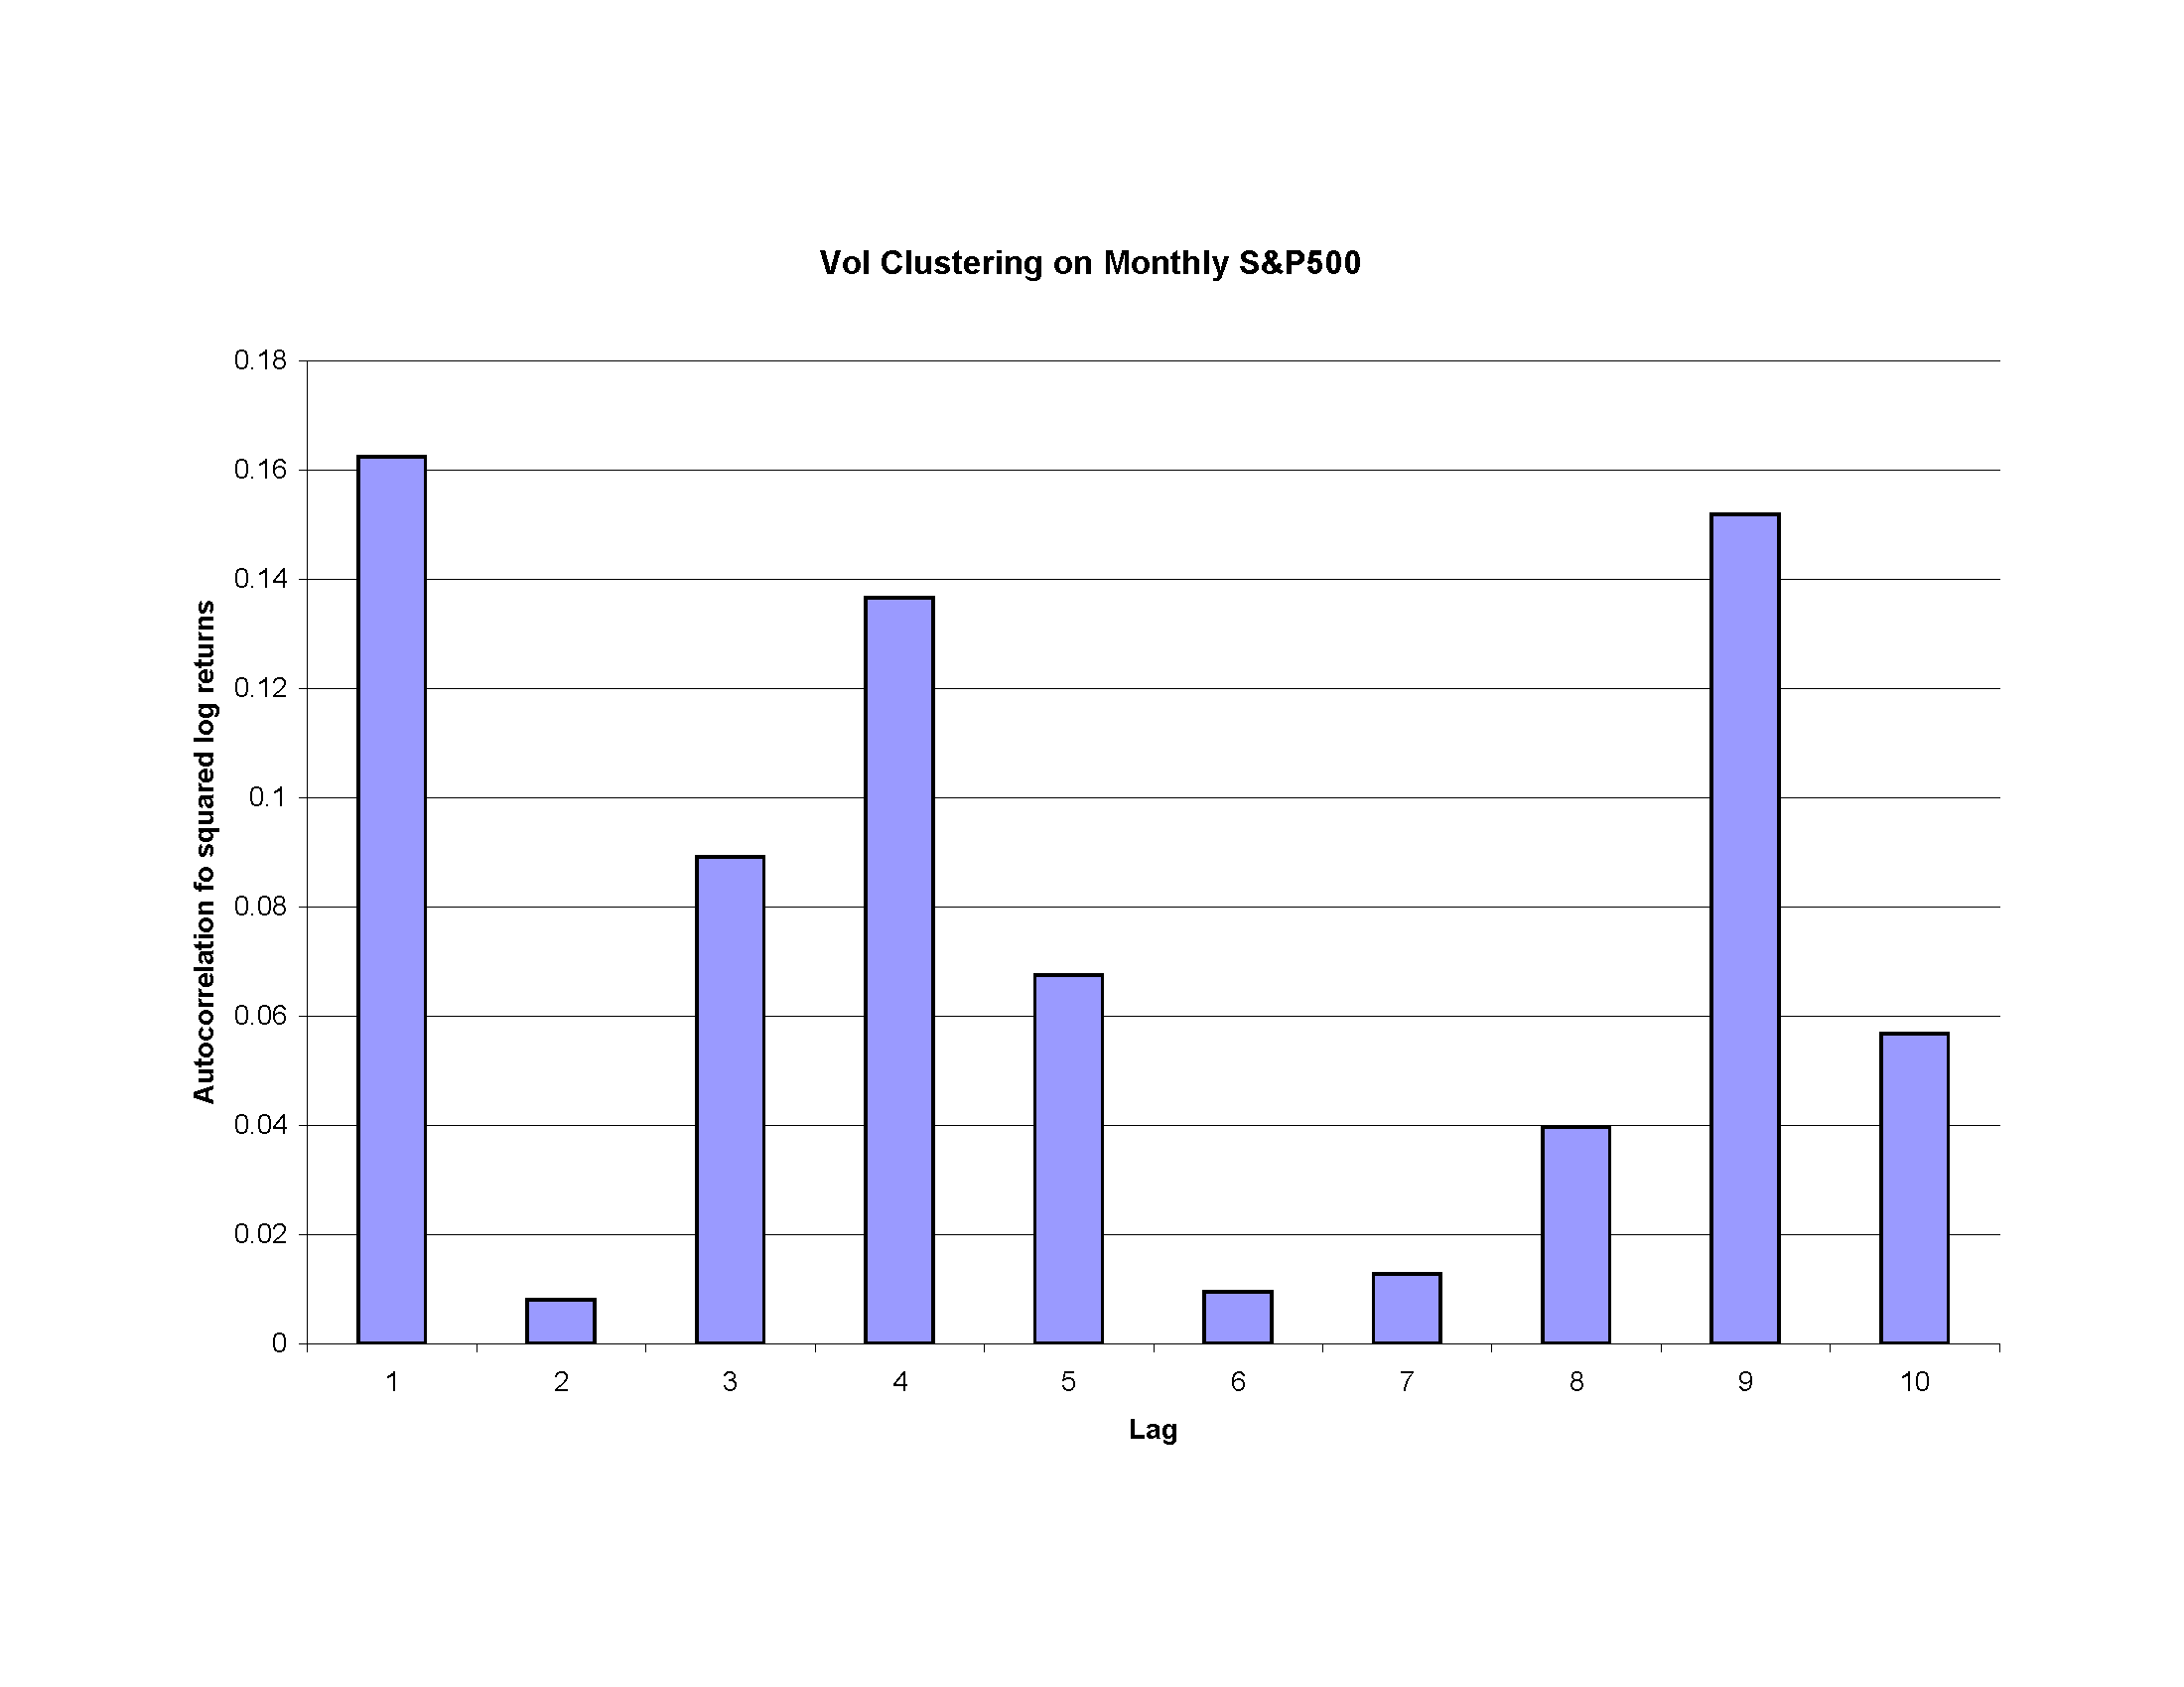 Vol Clustering on Monthly S&P500
Autocorrelation fo squared log returns
0.18
0.16
0.14
0.12
0.1
0.08
0.06
0.04
0.02
0
1 2 3 4 5 6 7 8 9 10
Lag